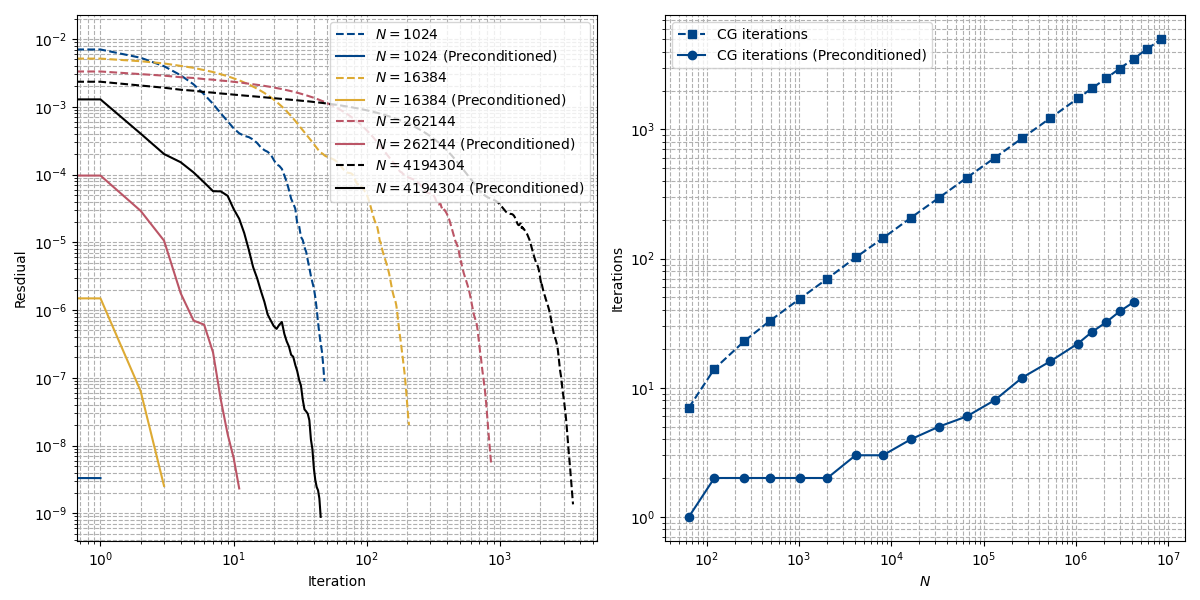 10⁻²
10⁻³
10⁻⁴
10⁻⁵
10⁻⁶
10⁻⁷
10⁻⁸
10⁻⁹
Resdiual
10⁰ 10¹ 10² 10³
Iteration
N = 1024
N = 1024 (Preconditioned)
N = 16384
N = 16384 (Preconditioned)
N = 262144
N = 262144 (Preconditioned)
N = 4194304
N = 4194304 (Preconditioned)
CG iterations
CG iterations (Preconditioned)
10³
10²
10¹
10⁰
Iterations
10² 10³ 10⁴ 10⁵ 10⁶ 10⁷
N